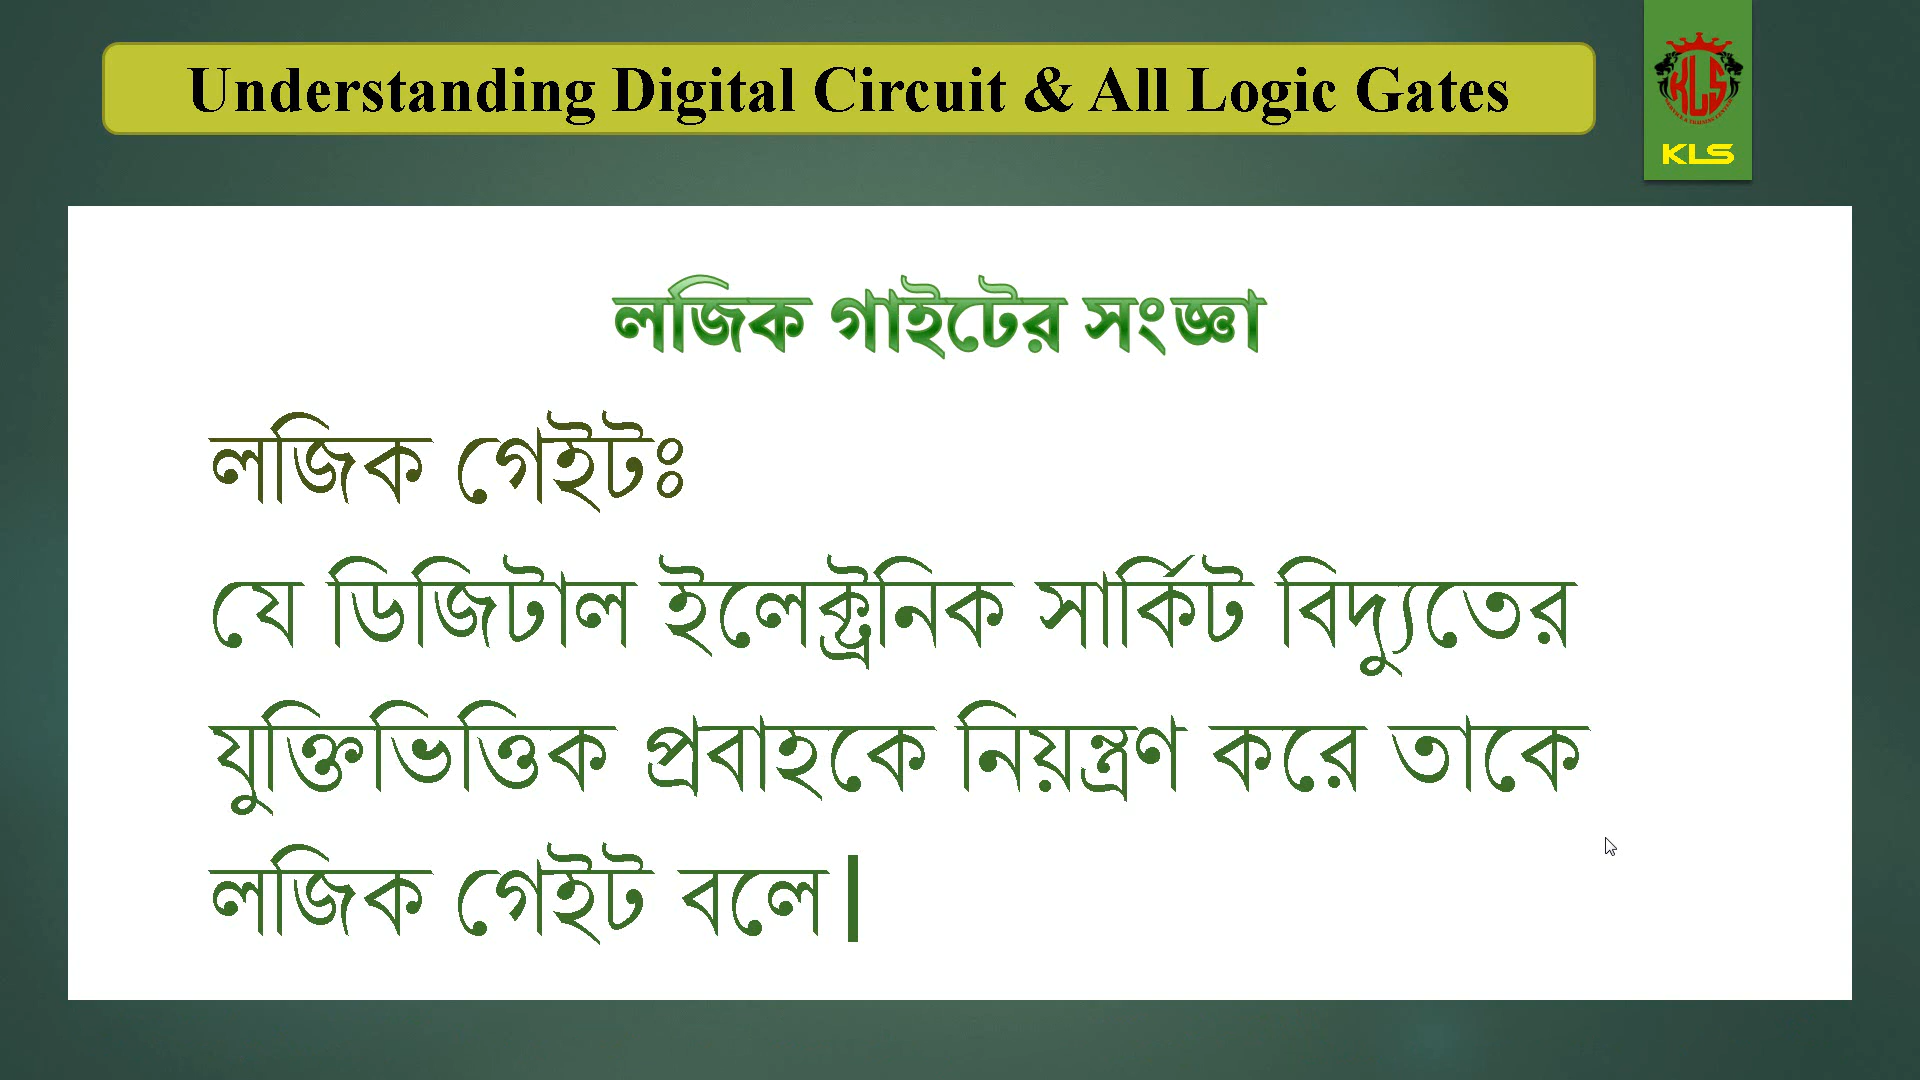 Understanding Digital Circuit & All Logic Gates
KLS
KLS
লজিক গাইটের সংজ্ঞা
লজিক গেইটঃ
যে ডিজিটাল ইলেক্ট্রনিক সার্কিট বিদ্যুতের
যুক্তিভিত্তিক প্রবাহকে নিয়ন্ত্রণ করে তাকে
লজিক গেইট বলে।